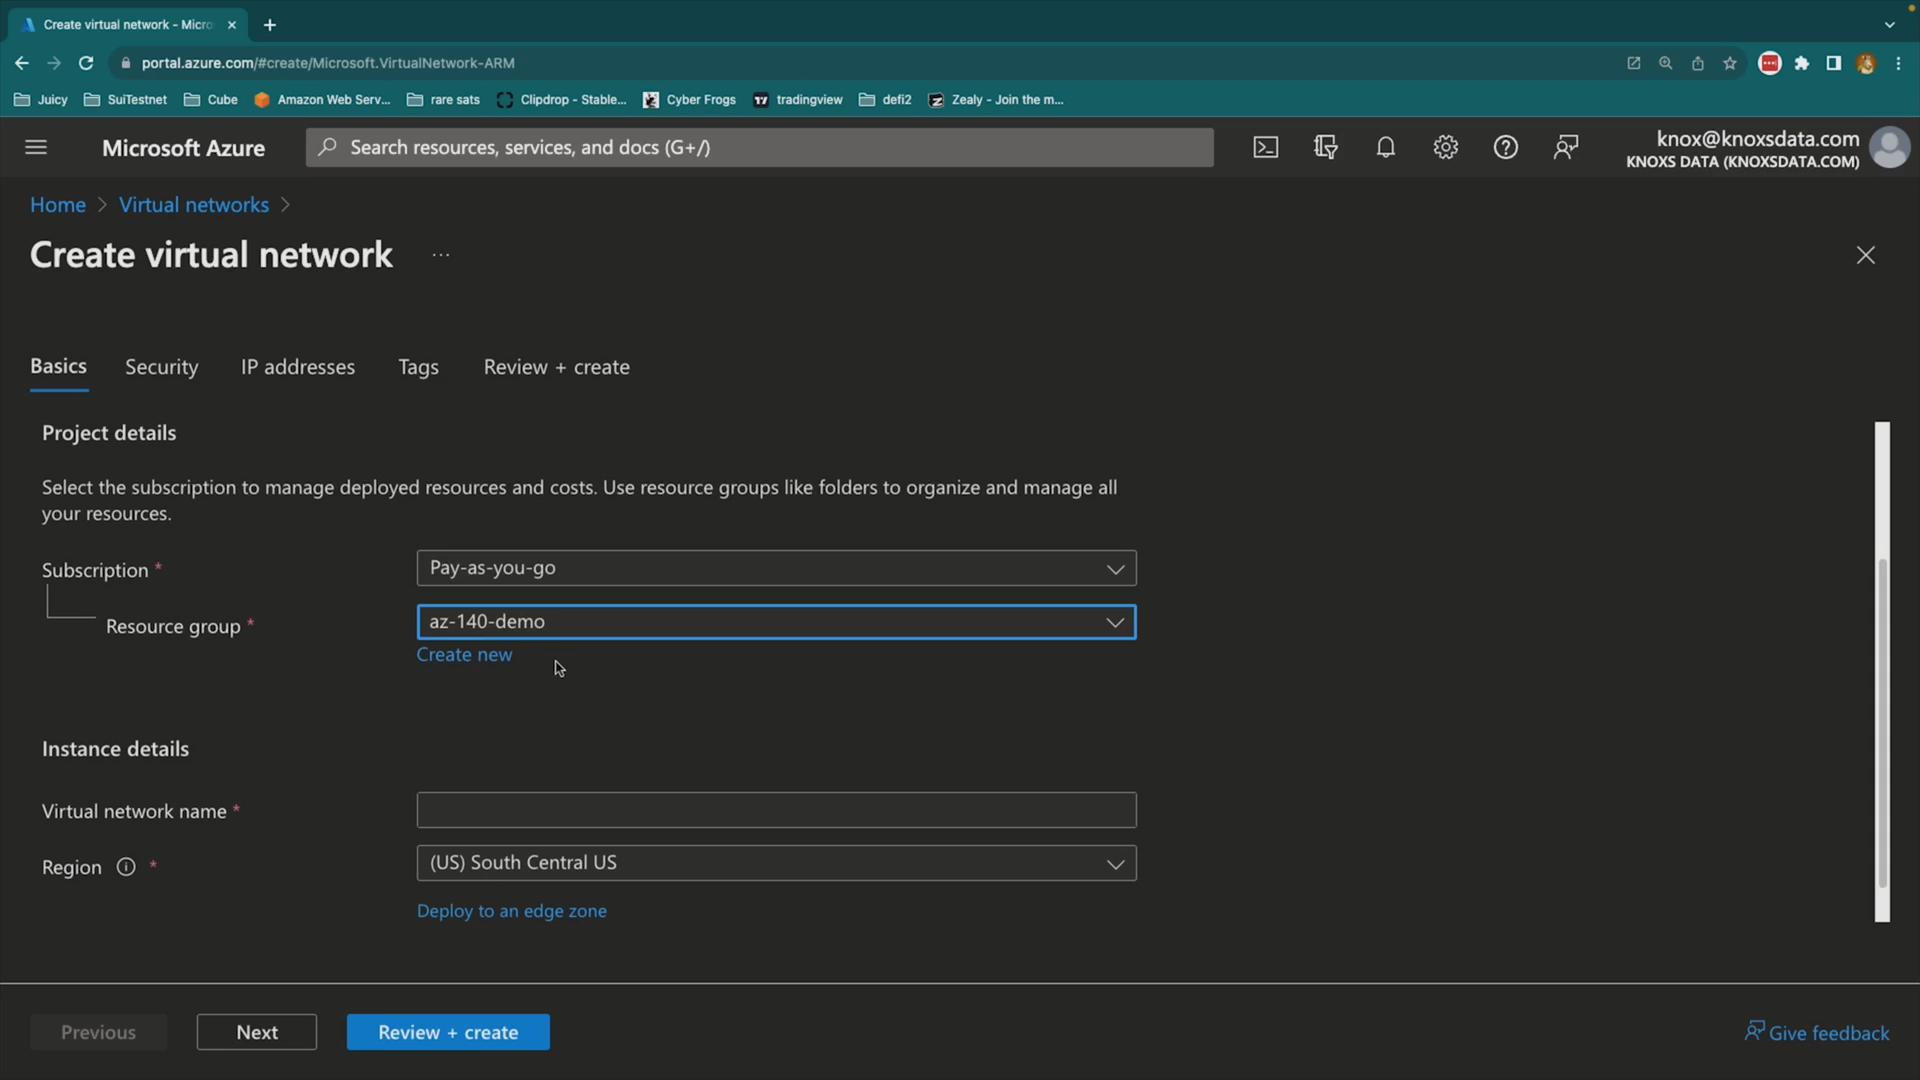 Create virtual network - Micro
portal.azure.com/#create/Microsoft.VirtualNetwork-ARM
Juicy SuiTestnet Cube Amazon Web Serv... rare sats Clipdrop - Stable... Cyber Frogs tradingview defi2 Zealy - Join the m...
Microsoft Azure Search resources, services, and docs (G+/) knox@knoxsdata.com
KNOXS DATA (KNOXSDATA.COM)
Home > Virtual networks >
Create virtual network ...
Basics Security IP addresses Tags Review + create
Project details
Select the subscription to manage deployed resources and costs. Use resource groups like folders to organize and manage all
your resources.
Subscription * Pay-as-you-go
Resource group * az-140-demo
Create new
Instance details
Virtual network name *
Region * (US) South Central US
Deploy to an edge zone
Previous Next Review + create Give feedback